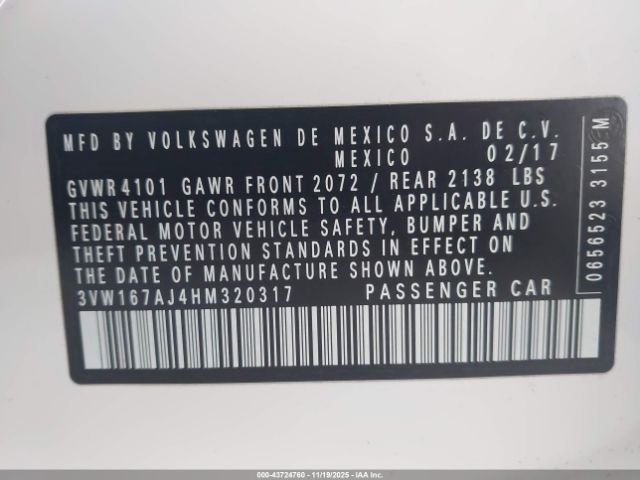 MFD BY VOLKSWAGEN DE MEXICO S.A. DE C.V.
MEXICO 02/17
GVWR 4101 GAWR FRONT 2072 / REAR 2138 LBS
THIS VEHICLE CONFORMS TO ALL APPLICABLE U.S.
FEDERAL MOTOR VEHICLE SAFETY, BUMPER AND
THEFT PREVENTION STANDARDS IN EFFECT ON
THE DATE OF MANUFACTURE SHOWN ABOVE.
3VW167AJ4HM320317 PASSENGER CAR
0656523 3155 M
000-43724760 - 11/19/2025 - IAA Inc.